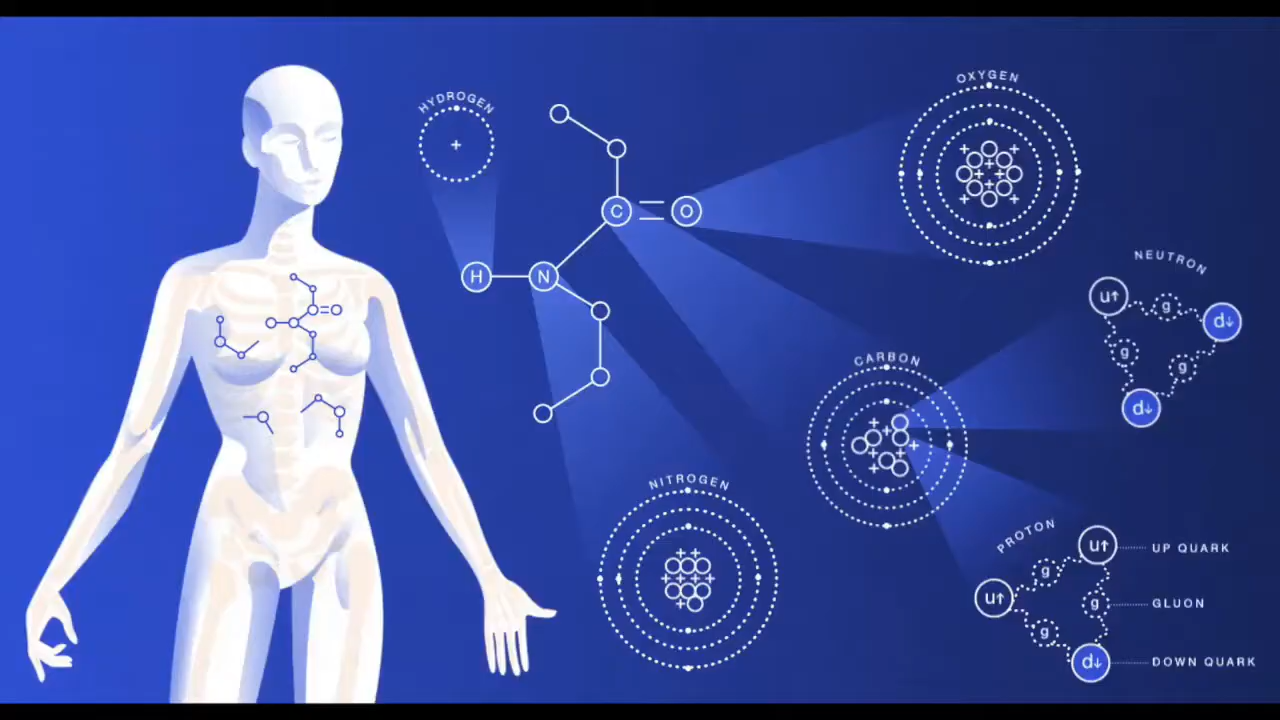 HYDROGEN
C
O
H
N
OXYGEN
NEUTRON
u↑
g
d↓
g
g
d↓
CARBON
NITROGEN
PROTON
u↑
UP QUARK
g
u↑
g
GLUON
g
d↓
DOWN QUARK